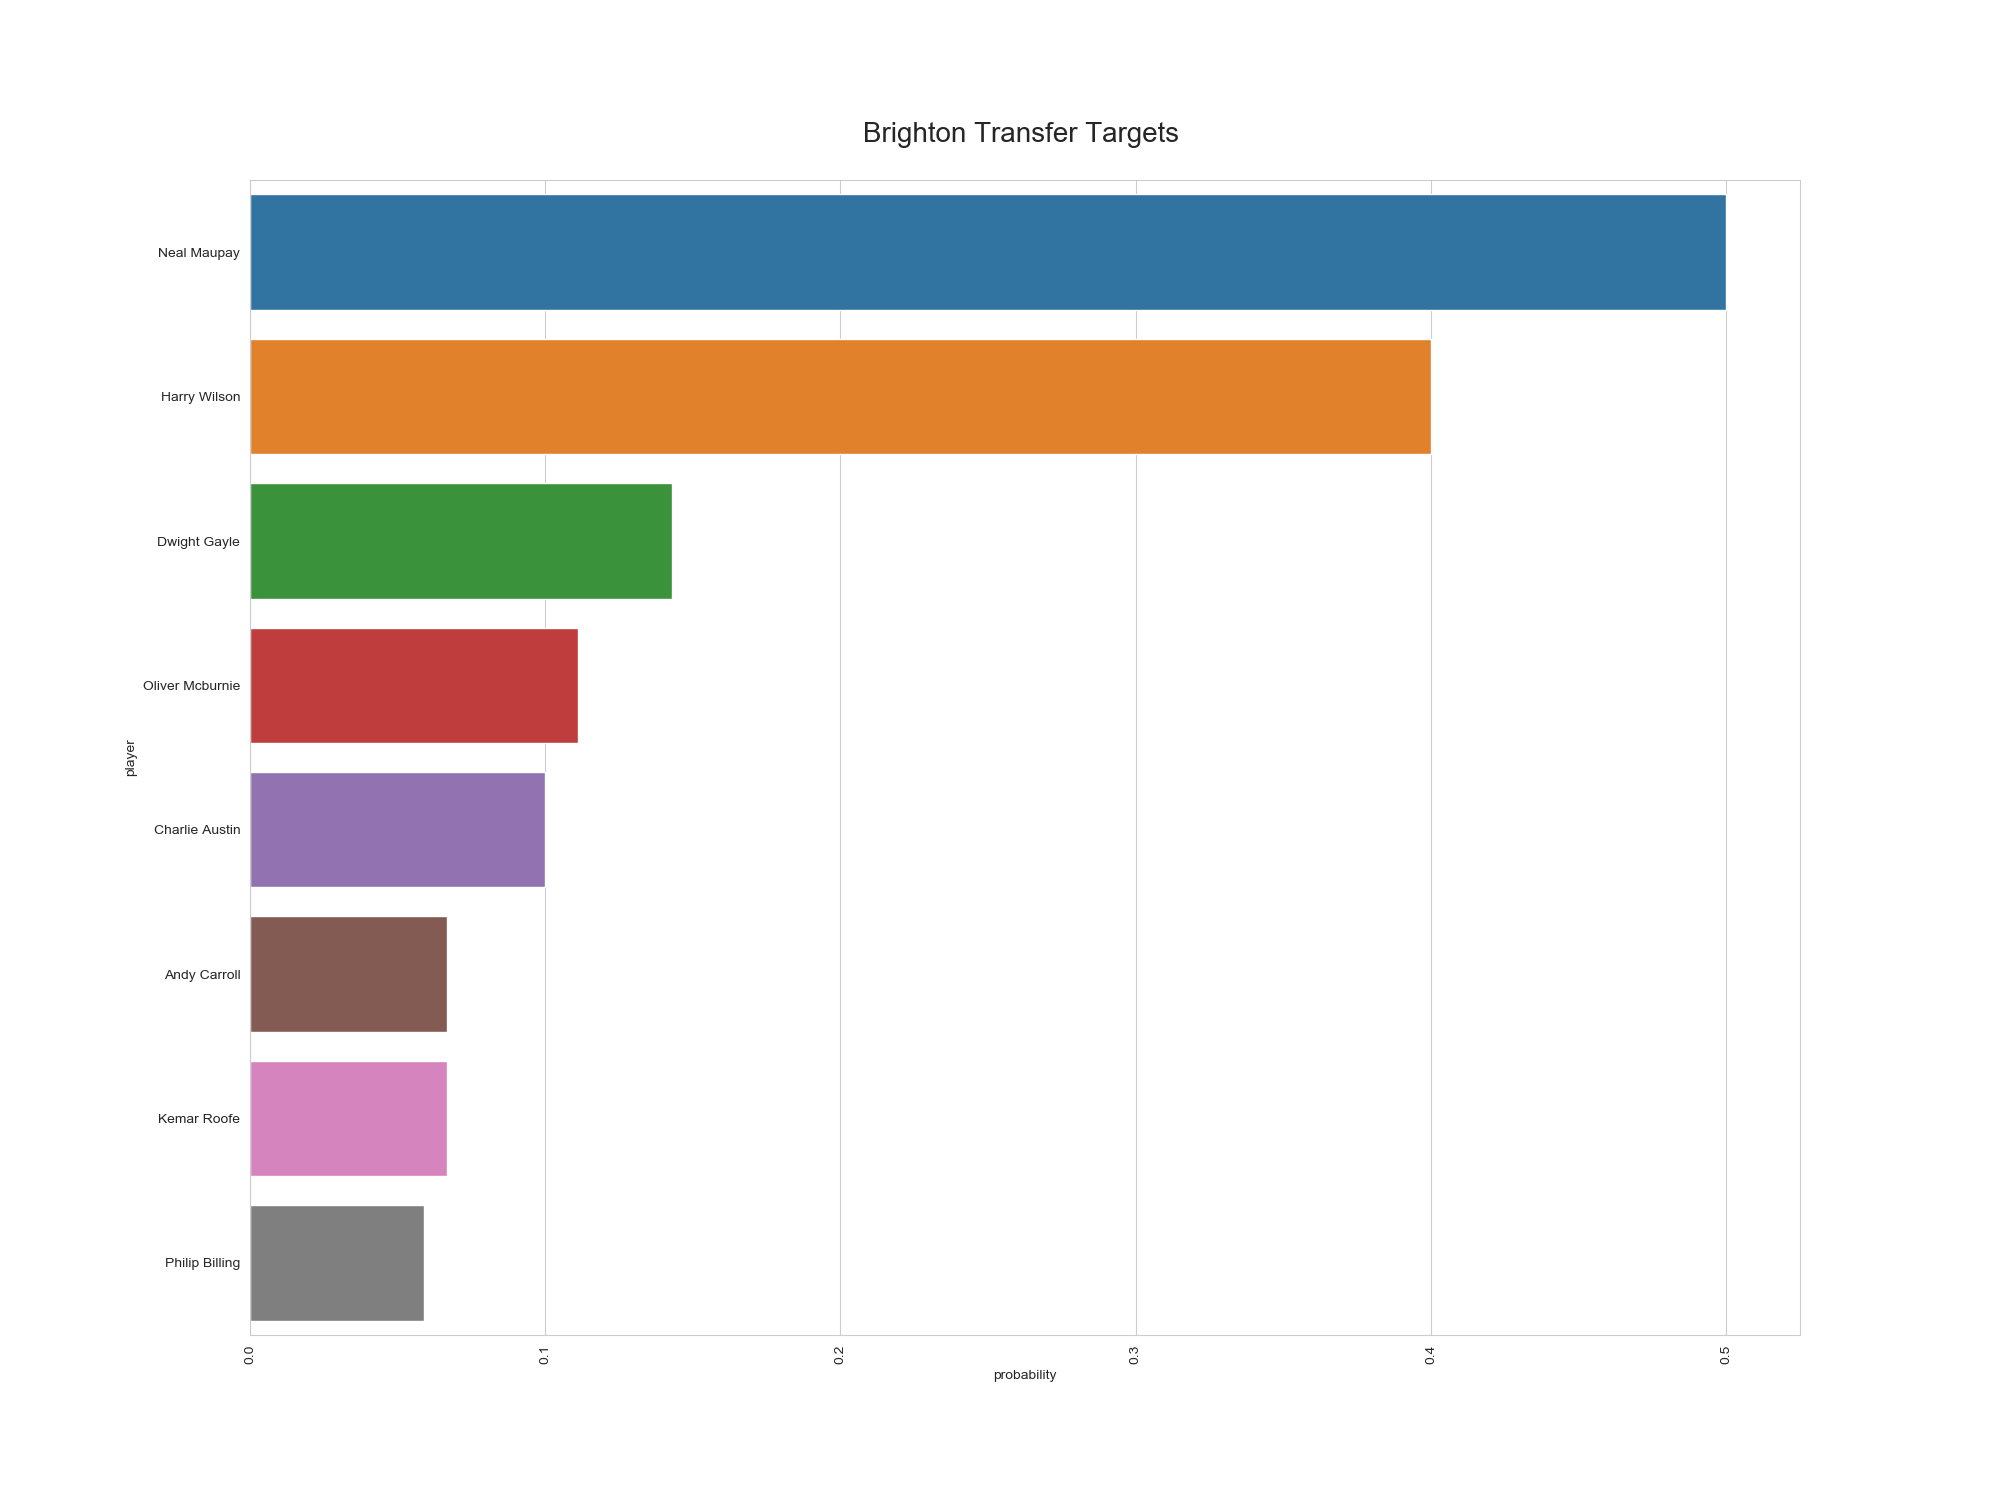 Brighton Transfer Targets
Neal Maupay
Harry Wilson
Dwight Gayle
Oliver Mcburnie
player
Charlie Austin
Andy Carroll
Kemar Roofe
Philip Billing
0.0 0.1 0.2 0.3 0.4 0.5
probability